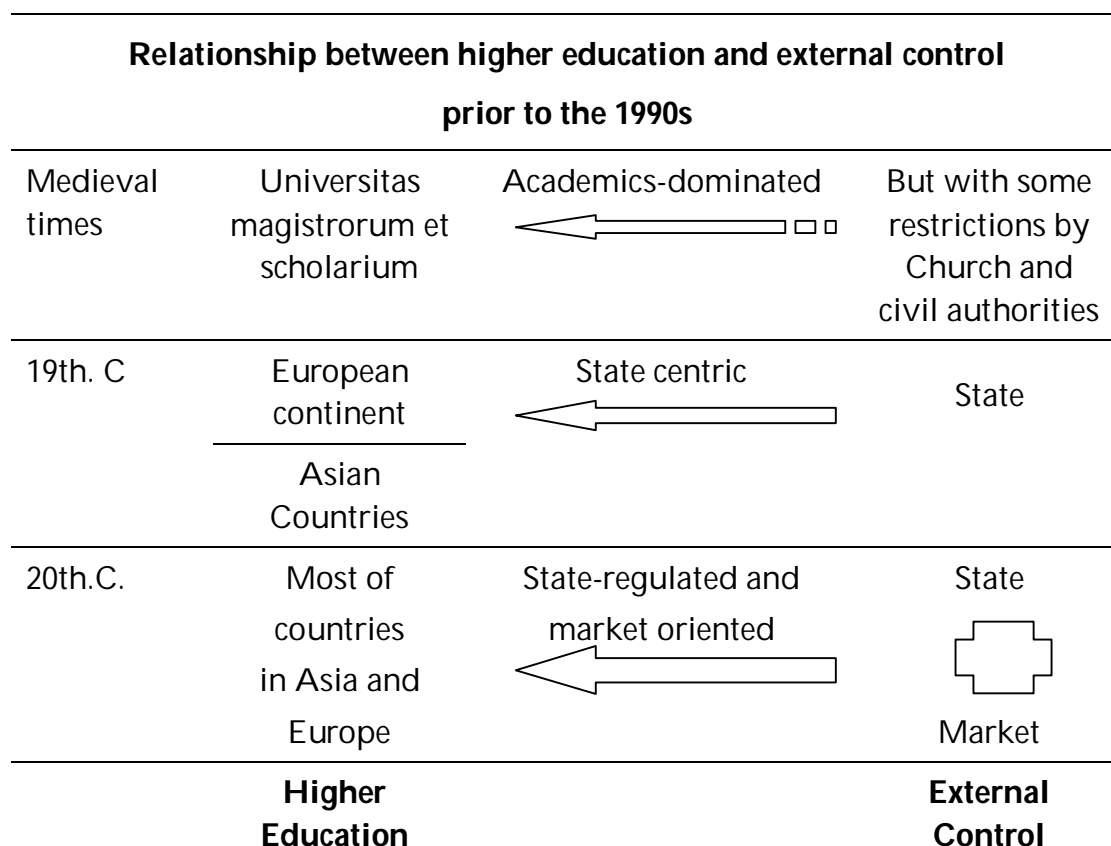 Relationship between higher education and external control
prior to the 1990s
Medieval
times
Universitas
magistrorum et
scholarium
Academics-dominated
But with some
restrictions by
Church and
civil authorities
19th. C
European
continent
Asian
Countries
State centric
State
20th.C.
Most of
countries
in Asia and
Europe
State-regulated and
market oriented
State
Market
Higher
Education
External
Control